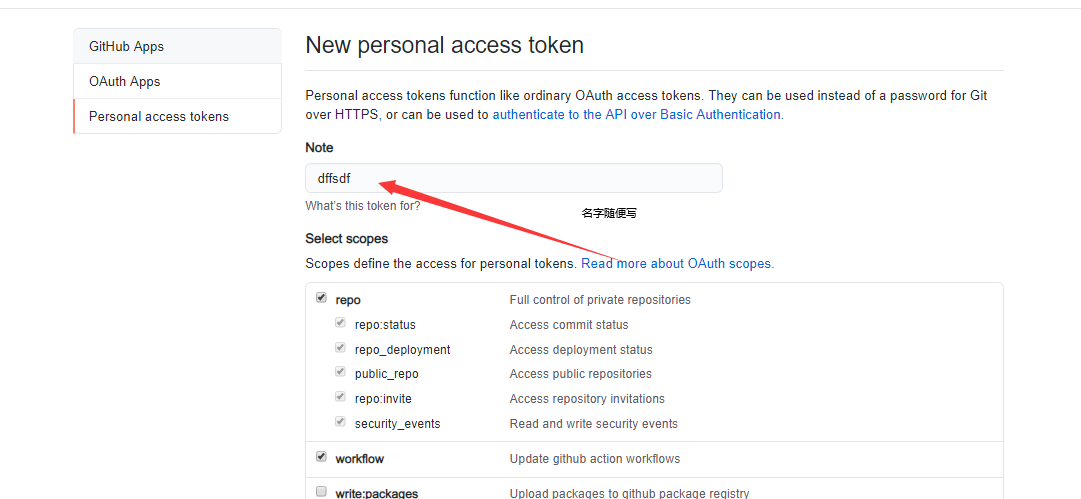 GitHub Apps
OAuth Apps
Personal access tokens
New personal access token
Personal access tokens function like ordinary OAuth access tokens. They can be used instead of a password for Git
over HTTPS, or can be used to authenticate to the API over Basic Authentication.
Note
dffsdf
What's this token for?
名字随便写
Select scopes
Scopes define the access for personal tokens. Read more about OAuth scopes.
repo Full control of private repositories
repo:status Access commit status
repo_deployment Access deployment status
public_repo Access public repositories
repo:invite Access repository invitations
security_events Read and write security events
workflow Update github action workflows
write:packages Upload packages to github package registry